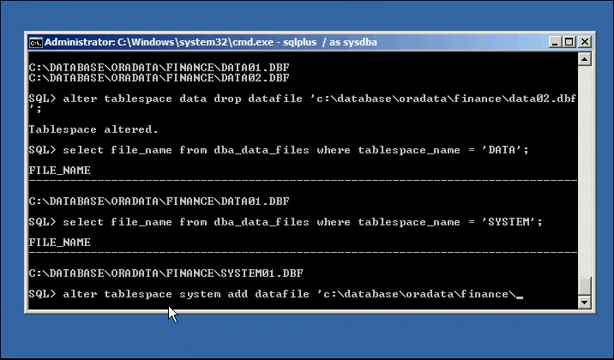 Administrator: C:\Windows\system32\cmd.exe - sqlplus / as sysdba
C:\DATABASE\ORADATA\FINANCE\DATA01.DBF
C:\DATABASE\ORADATA\FINANCE\DATA02.DBF
SQL> alter tablespace data drop datafile 'c:\database\oradata\finance\data02.dbf
';
Tablespace altered.
SQL> select file_name from dba_data_files where tablespace_name = 'DATA';
FILE_NAME
--------------------------------------------------------------------------------
C:\DATABASE\ORADATA\FINANCE\DATA01.DBF
SQL> select file_name from dba_data_files where tablespace_name = 'SYSTEM';
FILE_NAME
--------------------------------------------------------------------------------
C:\DATABASE\ORADATA\FINANCE\SYSTEM01.DBF
SQL> alter tablespace system add datafile 'c:\database\oradata\finance\_